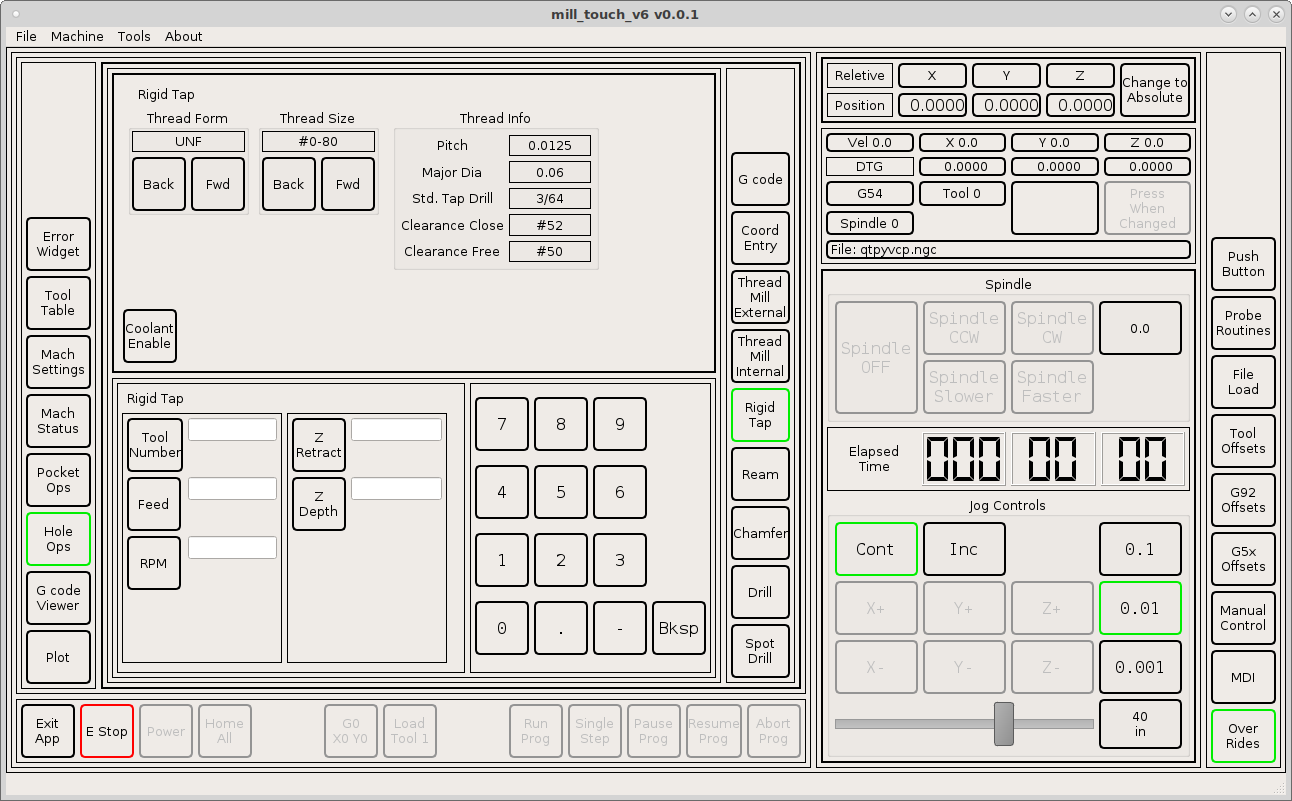 mill_touch_v6 v0.0.1
File Machine Tools About
Error
Widget
Tool
Table
Mach
Settings
Mach
Status
Pocket
Ops
Hole
Ops
G code
Viewer
Plot
Rigid Tap
Thread Form
UNF
Back Fwd
Thread Size
#0-80
Back Fwd
Thread Info
Pitch 0.0125
Major Dia 0.06
Std. Tap Drill 3/64
Clearance Close #52
Clearance Free #50
Coolant
Enable
Rigid Tap
Tool
Number
Feed
RPM
Z
Retract
Z
Depth
7 8 9
4 5 6
1 2 3
0 . - Bksp
G code
Coord
Entry
Thread
Mill
External
Thread
Mill
Internal
Rigid
Tap
Ream
Chamfer
Drill
Spot
Drill
Exit
App
E Stop
Power
Home
All
G0
X0 Y0
Load
Tool 1
Run
Prog
Single
Step
Pause
Prog
Resume
Prog
Abort
Prog
Reletive X Y Z
Position 0.0000 0.0000 0.0000
Change to
Absolute
Vel 0.0 X 0.0 Y 0.0 Z 0.0
DTG 0.0000 0.0000 0.0000
G54 Tool 0
Spindle 0
Press
When
Changed
File: qtpyvcp.ngc
Spindle
Spindle
OFF
Spindle
CCW
Spindle
CW
0.0
Spindle
Slower
Spindle
Faster
Elapsed
Time
000 00 00
Jog Controls
Cont Inc 0.1
X+ Y+ Z+ 0.01
X- Y- Z- 0.001
40
in
Push
Button
Probe
Routines
File
Load
Tool
Offsets
G92
Offsets
G5x
Offsets
Manual
Control
MDI
Over
Rides